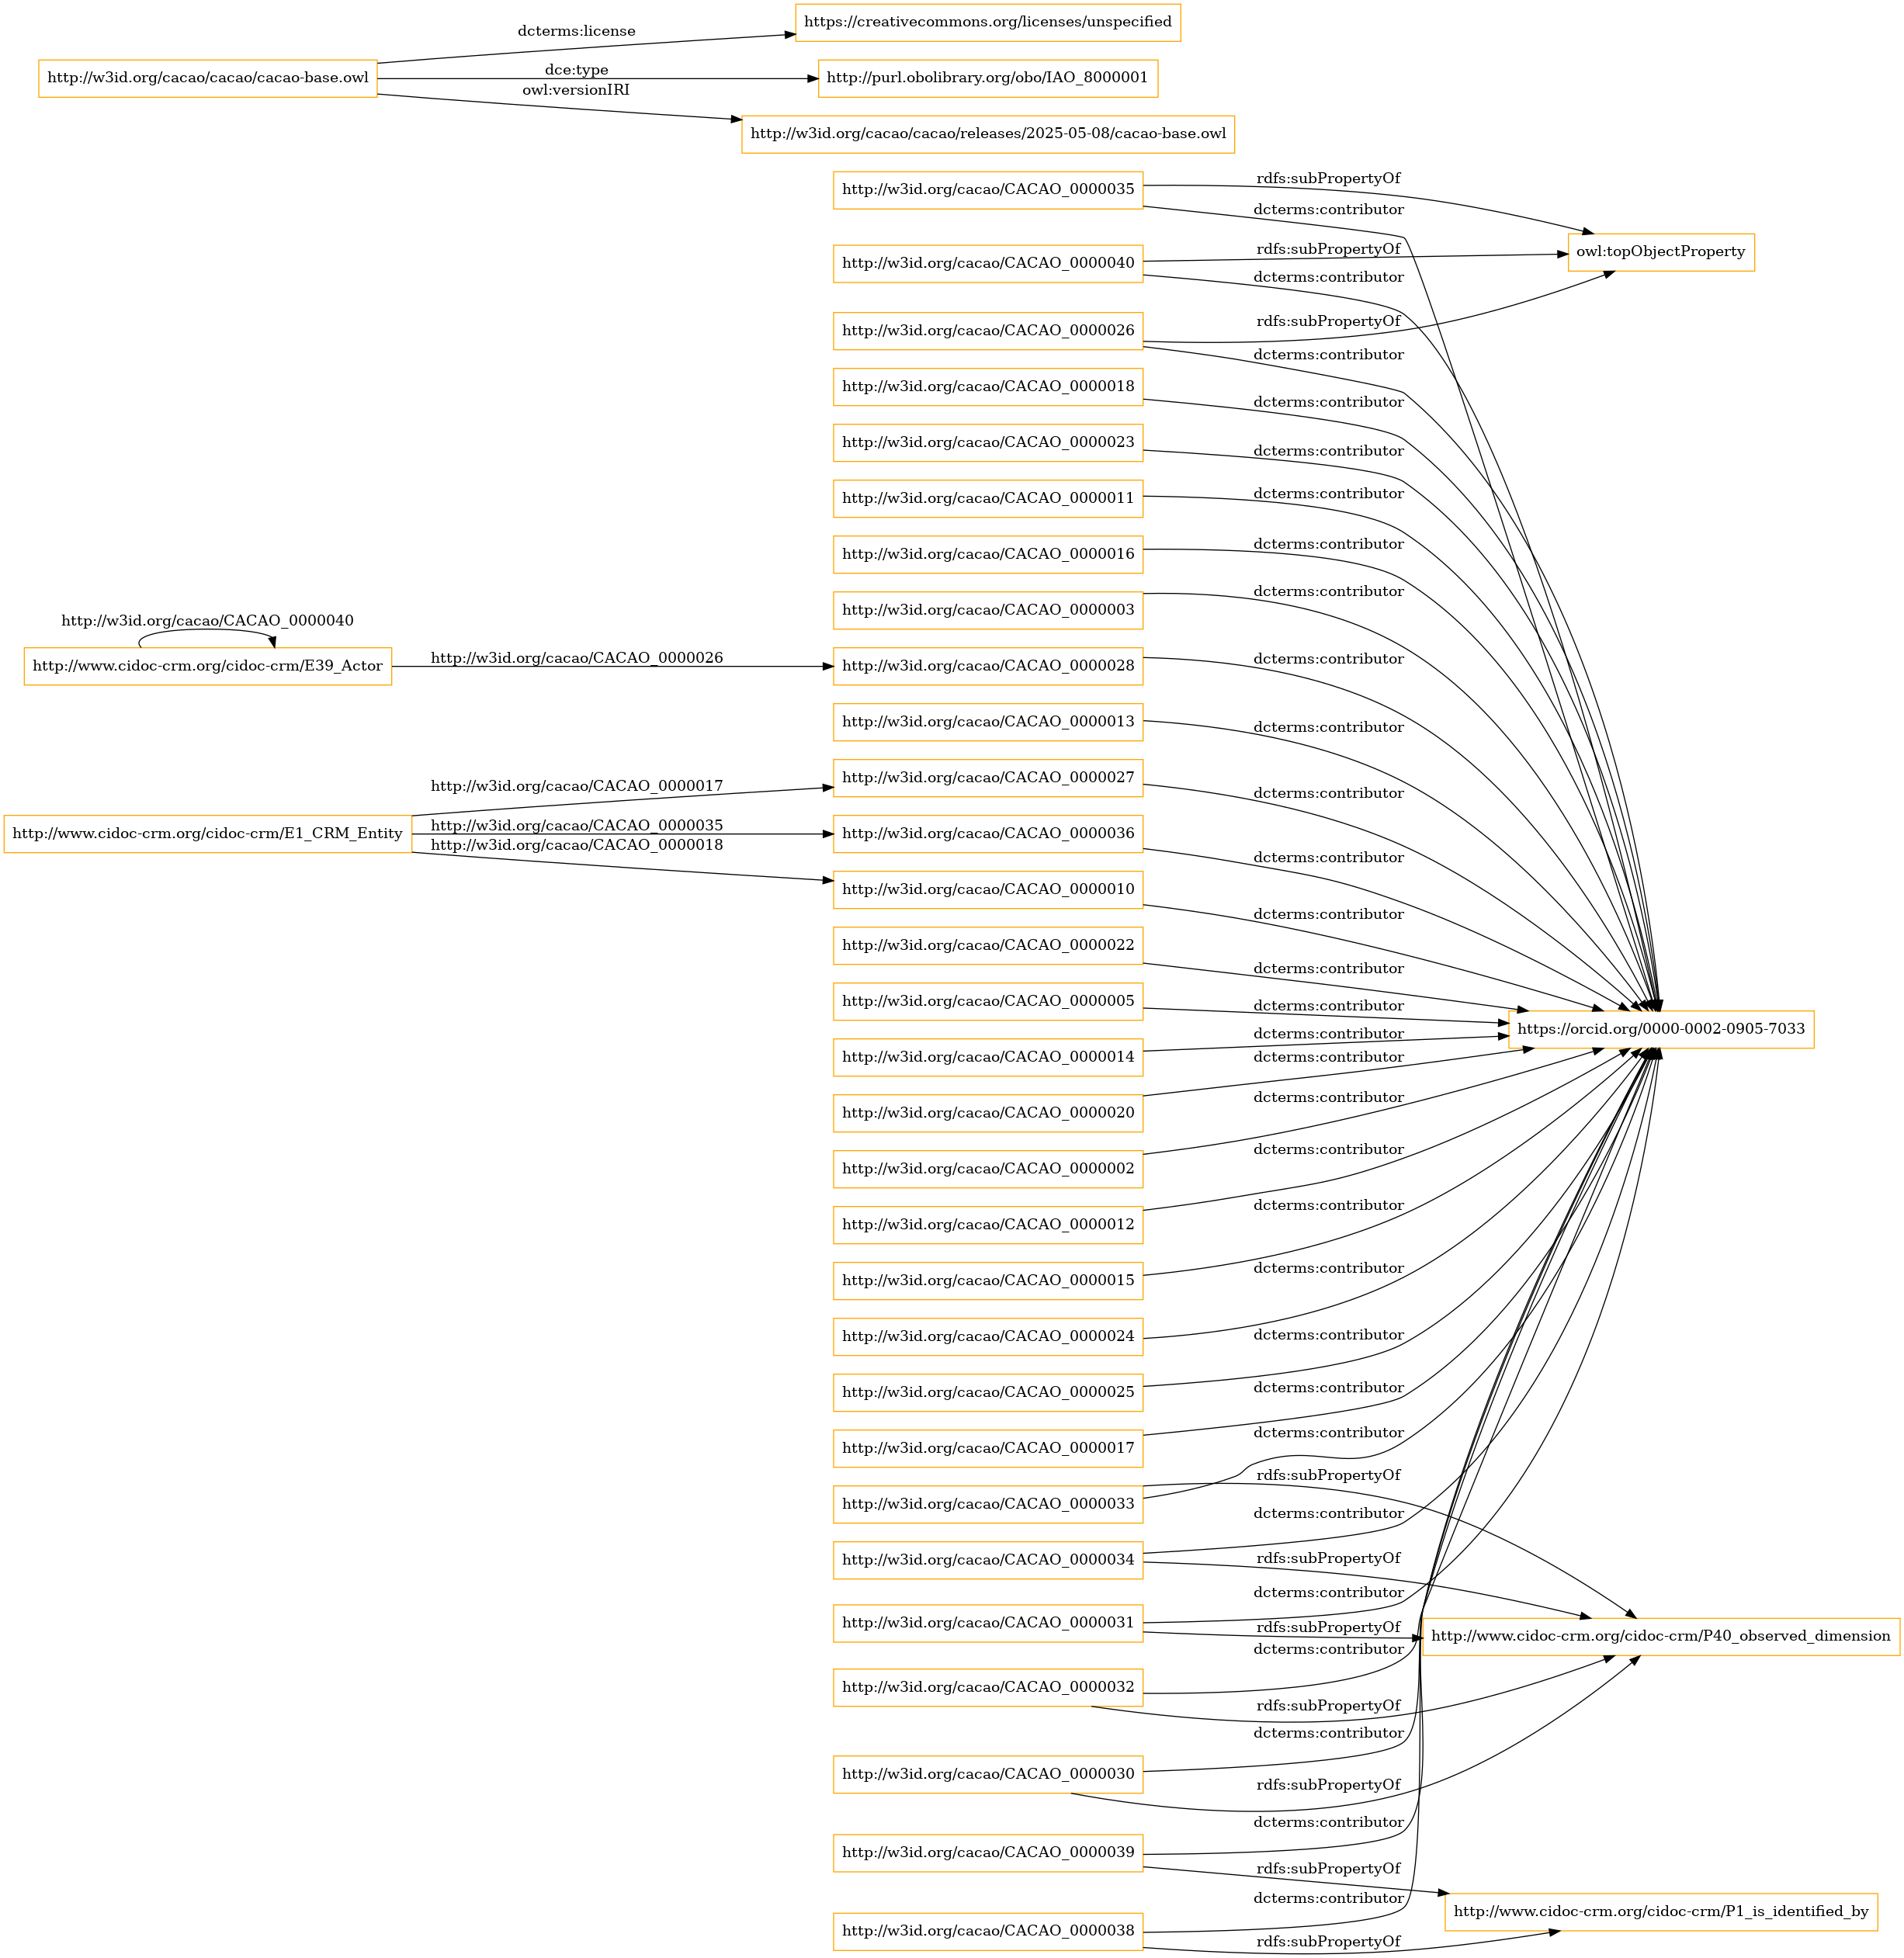 https://creativecommons.org/licenses/unspecified
dcterms:license
http://w3id.org/cacao/cacao/cacao-base.owl
dce:type
http://purl.obolibrary.org/obo/IAO_8000001
owl:versionIRI
http://w3id.org/cacao/cacao/releases/2025-05-08/cacao-base.owl
http://w3id.org/cacao/CACAO_0000035
rdfs:subPropertyOf
dcterms:contributor
owl:topObjectProperty
http://w3id.org/cacao/CACAO_0000040
rdfs:subPropertyOf
dcterms:contributor
http://w3id.org/cacao/CACAO_0000026
rdfs:subPropertyOf
dcterms:contributor
http://w3id.org/cacao/CACAO_0000018
dcterms:contributor
http://w3id.org/cacao/CACAO_0000023
dcterms:contributor
http://w3id.org/cacao/CACAO_0000011
dcterms:contributor
http://w3id.org/cacao/CACAO_0000016
dcterms:contributor
http://w3id.org/cacao/CACAO_0000003
dcterms:contributor
http://w3id.org/cacao/CACAO_0000040
http://www.cidoc-crm.org/cidoc-crm/E39_Actor
http://w3id.org/cacao/CACAO_0000026
http://w3id.org/cacao/CACAO_0000028
dcterms:contributor
http://w3id.org/cacao/CACAO_0000013
dcterms:contributor
http://w3id.org/cacao/CACAO_0000017
http://w3id.org/cacao/CACAO_0000027
dcterms:contributor
http://www.cidoc-crm.org/cidoc-crm/E1_CRM_Entity
http://w3id.org/cacao/CACAO_0000035
http://w3id.org/cacao/CACAO_0000036
dcterms:contributor
http://w3id.org/cacao/CACAO_0000018
http://w3id.org/cacao/CACAO_0000010
dcterms:contributor
http://w3id.org/cacao/CACAO_0000022
dcterms:contributor
http://w3id.org/cacao/CACAO_0000005
dcterms:contributor
https://orcid.org/0000-0002-0905-7033
http://w3id.org/cacao/CACAO_0000014
dcterms:contributor
http://w3id.org/cacao/CACAO_0000020
dcterms:contributor
http://w3id.org/cacao/CACAO_0000002
dcterms:contributor
http://w3id.org/cacao/CACAO_0000012
dcterms:contributor
http://w3id.org/cacao/CACAO_0000015
dcterms:contributor
http://w3id.org/cacao/CACAO_0000024
dcterms:contributor
http://w3id.org/cacao/CACAO_0000025
dcterms:contributor
http://w3id.org/cacao/CACAO_0000017
dcterms:contributor
http://w3id.org/cacao/CACAO_0000033
dcterms:contributor
rdfs:subPropertyOf
http://w3id.org/cacao/CACAO_0000034
dcterms:contributor
rdfs:subPropertyOf
http://w3id.org/cacao/CACAO_0000031
dcterms:contributor
rdfs:subPropertyOf
http://www.cidoc-crm.org/cidoc-crm/P40_observed_dimension
http://w3id.org/cacao/CACAO_0000032
dcterms:contributor
rdfs:subPropertyOf
http://w3id.org/cacao/CACAO_0000030
dcterms:contributor
rdfs:subPropertyOf
http://w3id.org/cacao/CACAO_0000039
dcterms:contributor
rdfs:subPropertyOf
http://www.cidoc-crm.org/cidoc-crm/P1_is_identified_by
http://w3id.org/cacao/CACAO_0000038
dcterms:contributor
rdfs:subPropertyOf